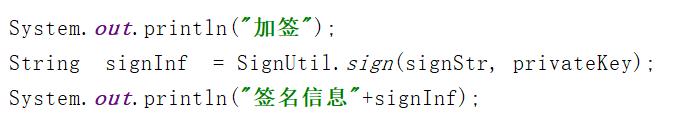 System.out.println("加签");
String  signInf  = SignUtil.sign(signStr, privateKey);
System.out.println("签名信息"+signInf);